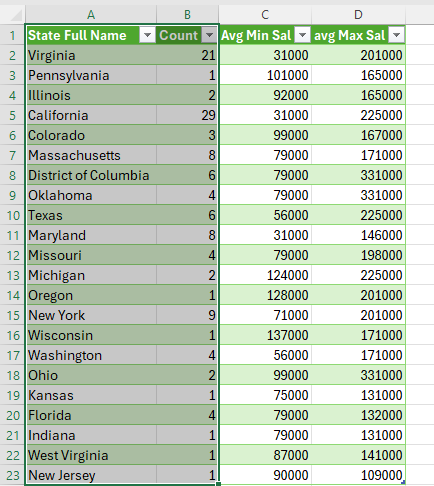 A B C D
1 State Full Name Count Avg Min Sal avg Max Sal
2 Virginia 21 31000 201000
3 Pennsylvania 1 101000 165000
4 Illinois 2 92000 165000
5 California 29 31000 225000
6 Colorado 3 99000 167000
7 Massachusetts 8 79000 171000
8 District of Columbia 6 79000 331000
9 Oklahoma 4 79000 331000
10 Texas 6 56000 225000
11 Maryland 8 31000 146000
12 Missouri 4 79000 198000
13 Michigan 2 124000 225000
14 Oregon 1 128000 201000
15 New York 9 71000 201000
16 Wisconsin 1 137000 171000
17 Washington 4 56000 171000
18 Ohio 2 99000 331000
19 Kansas 1 75000 131000
20 Florida 4 79000 132000
21 Indiana 1 79000 131000
22 West Virginia 1 87000 141000
23 New Jersey 1 90000 109000